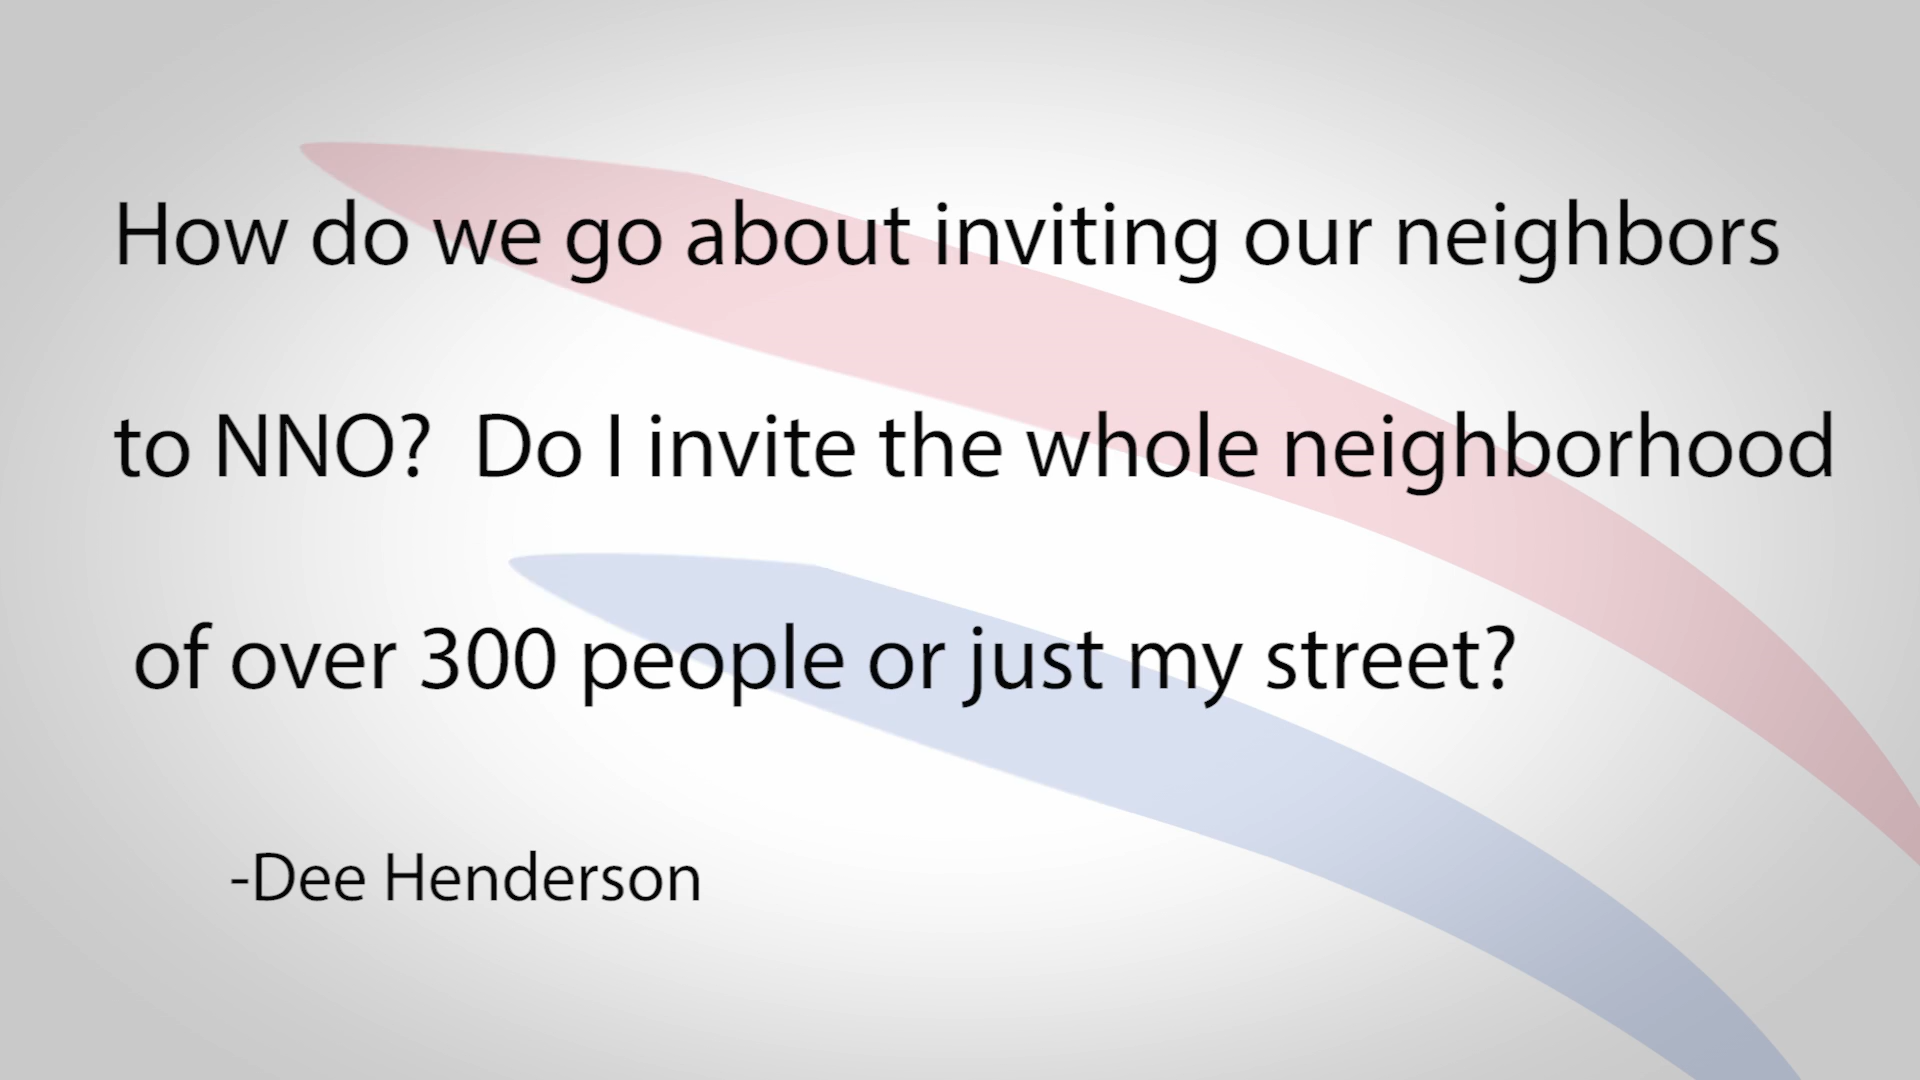 How do we go about inviting our neighbors
to NNO?  Do I invite the whole neighborhood
of over 300 people or just my street?
-Dee Henderson